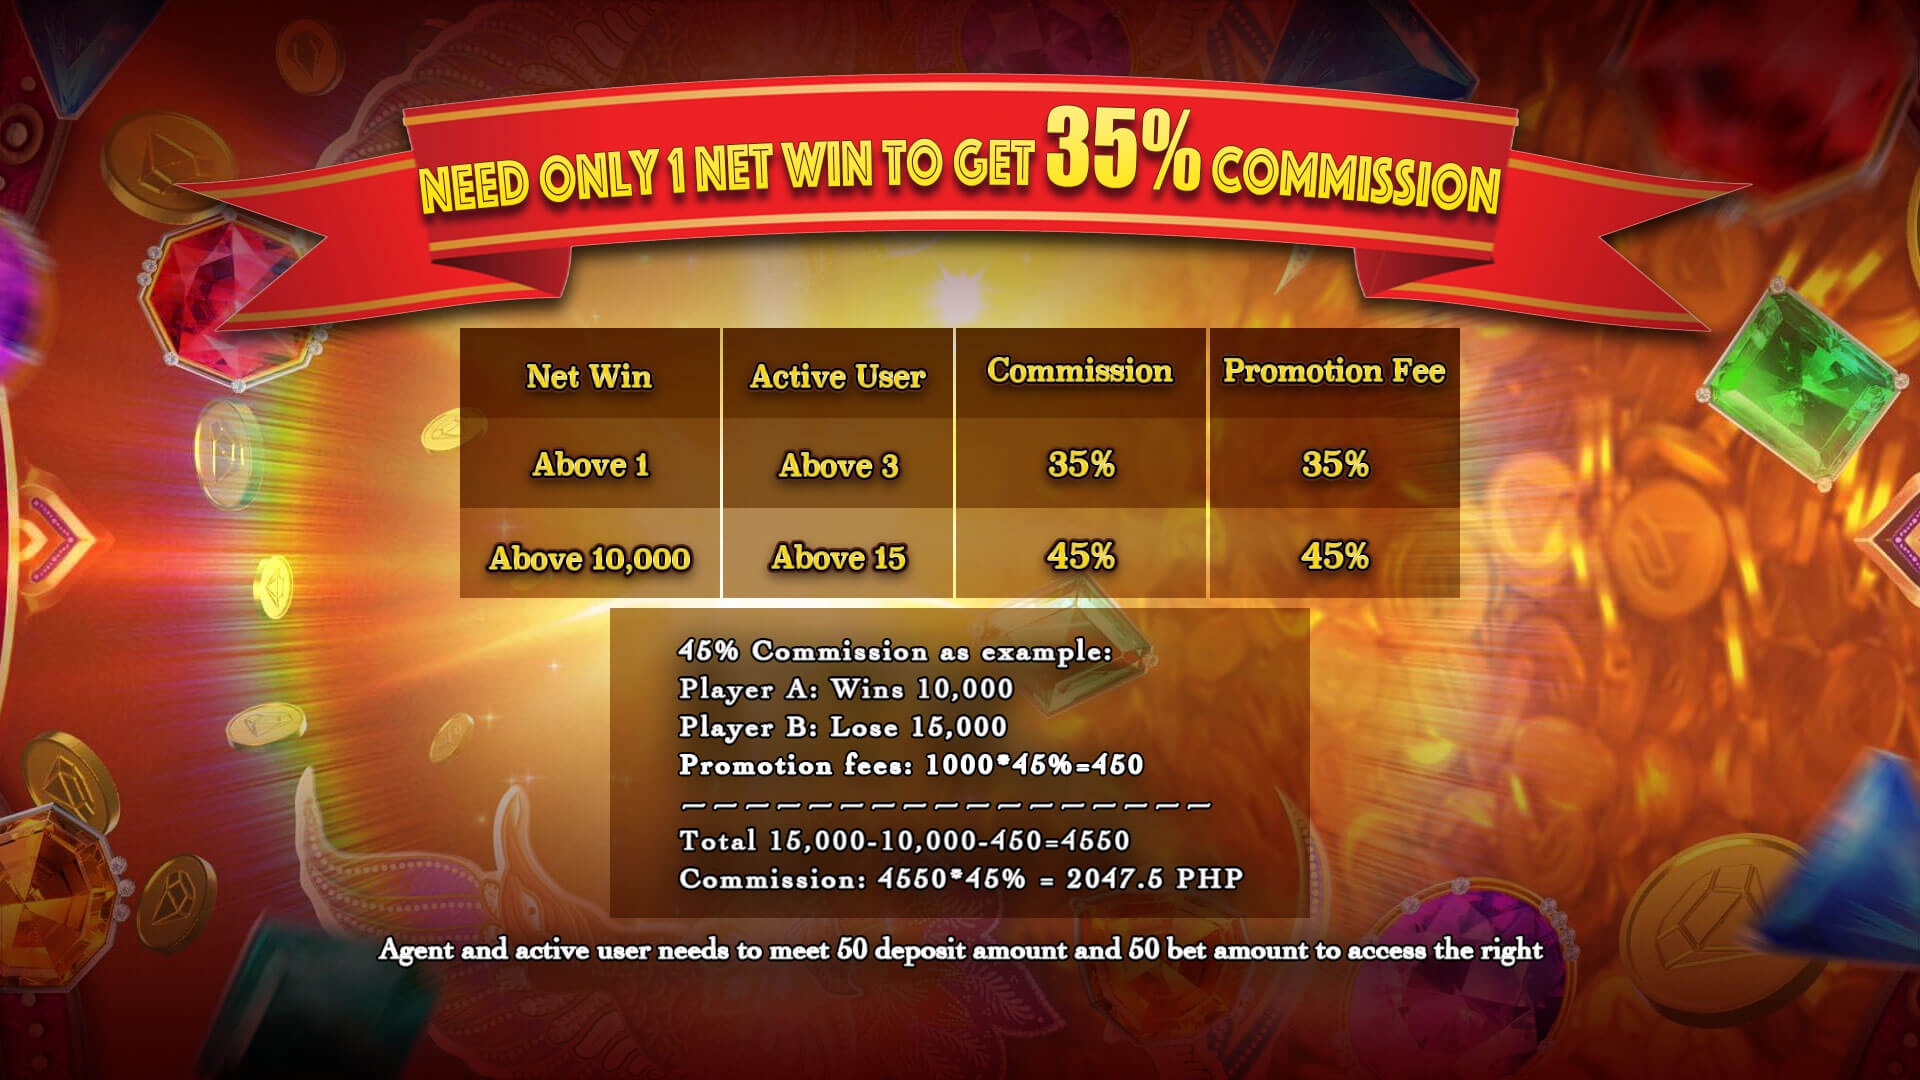 NEED ONLY 1 NET WIN TO GET 35% COMMISSION
Net Win Active User Commission Promotion Fee
Above 1 Above 3 35% 35%
Above 10,000 Above 15 45% 45%
45% Commission as example:
Player A: Wins 10,000
Player B: Lose 15,000
Promotion fees: 1000*45%=450
—————————————————
Total 15,000-10,000-450=4550
Commission: 4550*45% = 2047.5 PHP
Agent and active user needs to meet 50 deposit amount and 50 bet amount to access the right